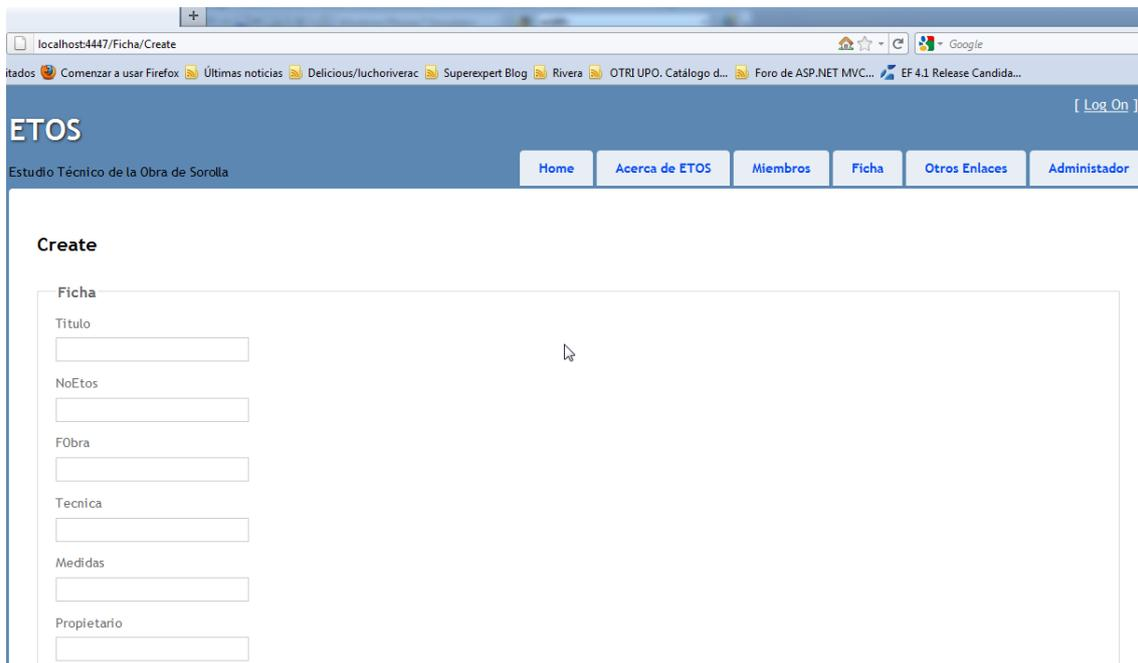 +
localhost:4447/Ficha/Create
Google
itados Comenzar a usar Firefox Últimas noticias Delicious/luchoriverac Superexpert Blog Rivera OTRI UPO. Catálogo d... Foro de ASP.NET MVC... EF 4.1 Release Candida...
[ Log On ]
ETOS
Estudio Técnico de la Obra de Sorolla
Home Acerca de ETOS Miembros Ficha Otros Enlaces Administador
Create
Ficha
Titulo
NoEtos
FObra
Tecnica
Medidas
Propietario